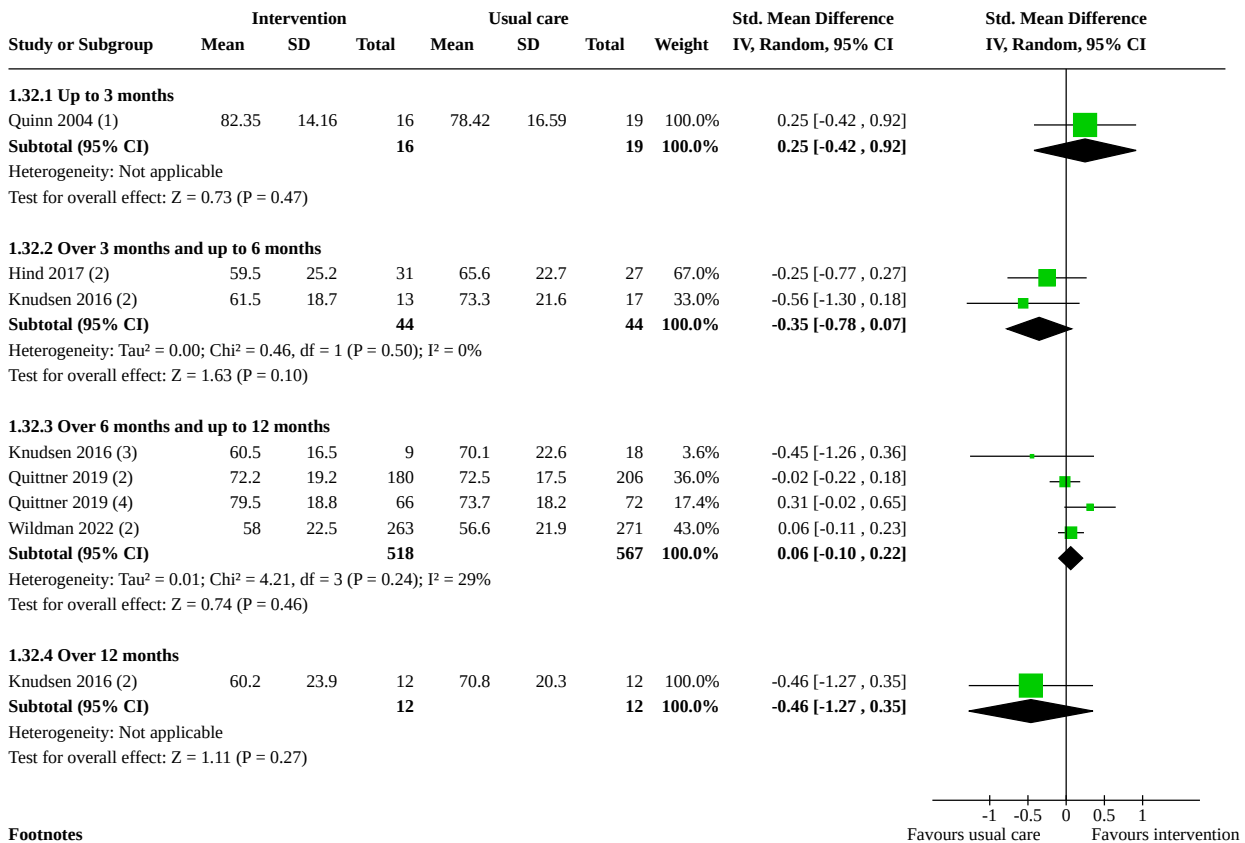 Intervention Usual care Std. Mean Difference Std. Mean Difference
Study or Subgroup Mean SD Total Mean SD Total Weight IV, Random, 95% CI IV, Random, 95% CI
1.32.1 Up to 3 months
Quinn 2004 (1) 82.35 14.16 16 78.42 16.59 19 100.0% 0.25 [-0.42 , 0.92]
Subtotal (95% CI) 16 19 100.0% 0.25 [-0.42 , 0.92]
Heterogeneity: Not applicable
Test for overall effect: Z = 0.73 (P = 0.47)
1.32.2 Over 3 months and up to 6 months
Hind 2017 (2) 59.5 25.2 31 65.6 22.7 27 67.0% -0.25 [-0.77 , 0.27]
Knudsen 2016 (2) 61.5 18.7 13 73.3 21.6 17 33.0% -0.56 [-1.30 , 0.18]
Subtotal (95% CI) 44 44 100.0% -0.35 [-0.78 , 0.07]
Heterogeneity: Tau² = 0.00; Chi² = 0.46, df = 1 (P = 0.50); I² = 0%
Test for overall effect: Z = 1.63 (P = 0.10)
1.32.3 Over 6 months and up to 12 months
Knudsen 2016 (3) 60.5 16.5 9 70.1 22.6 18 3.6% -0.45 [-1.26 , 0.36]
Quittner 2019 (2) 72.2 19.2 180 72.5 17.5 206 36.0% -0.02 [-0.22 , 0.18]
Quittner 2019 (4) 79.5 18.8 66 73.7 18.2 72 17.4% 0.31 [-0.02 , 0.65]
Wildman 2022 (2) 58 22.5 263 56.6 21.9 271 43.0% 0.06 [-0.11 , 0.23]
Subtotal (95% CI) 518 567 100.0% 0.06 [-0.10 , 0.22]
Heterogeneity: Tau² = 0.01; Chi² = 4.21, df = 3 (P = 0.24); I² = 29%
Test for overall effect: Z = 0.74 (P = 0.46)
1.32.4 Over 12 months
Knudsen 2016 (2) 60.2 23.9 12 70.8 20.3 12 100.0% -0.46 [-1.27 , 0.35]
Subtotal (95% CI) 12 12 100.0% -0.46 [-1.27 , 0.35]
Heterogeneity: Not applicable
Test for overall effect: Z = 1.11 (P = 0.27)
-1 -0.5 0 0.5 1
Footnotes Favours usual care Favours intervention